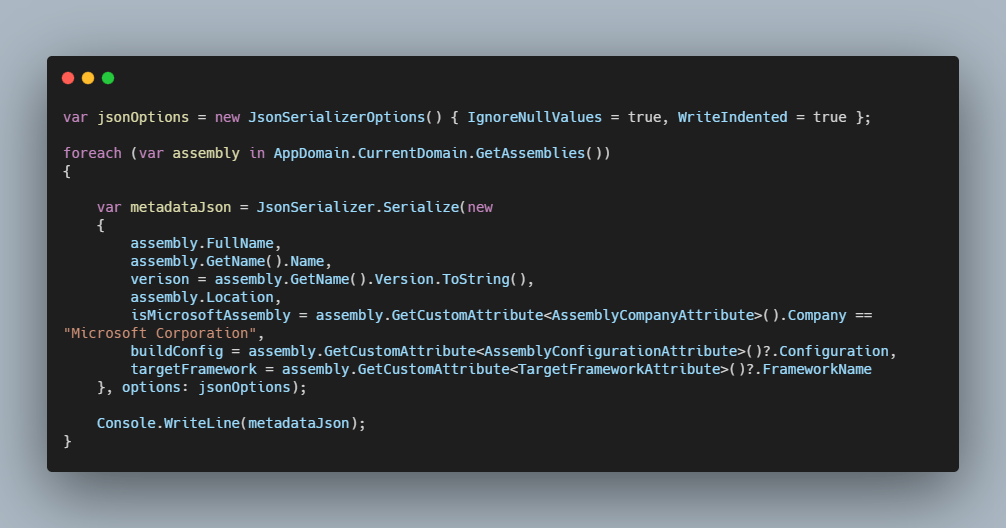 var jsonOptions = new JsonSerializerOptions() { IgnoreNullValues = true, WriteIndented = true };
foreach (var assembly in AppDomain.CurrentDomain.GetAssemblies())
{
var metadataJson = JsonSerializer.Serialize(new
{
assembly.FullName,
assembly.GetName().Name,
verison = assembly.GetName().Version.ToString(),
assembly.Location,
isMicrosoftAssembly = assembly.GetCustomAttribute<AssemblyCompanyAttribute>().Company ==
"Microsoft Corporation",
buildConfig = assembly.GetCustomAttribute<AssemblyConfigurationAttribute>()?.Configuration,
targetFramework = assembly.GetCustomAttribute<TargetFrameworkAttribute>()?.FrameworkName
}, options: jsonOptions);
Console.WriteLine(metadataJson);
}